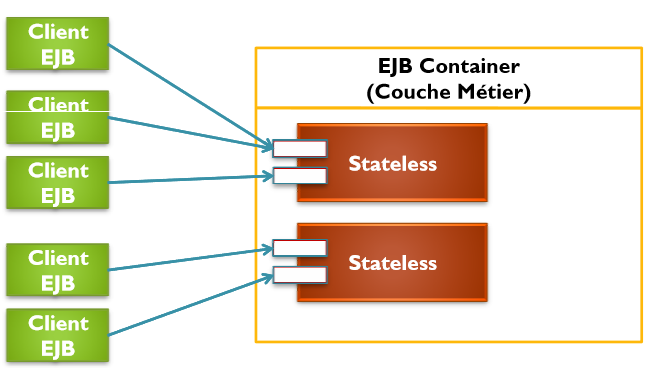 Client
EJB
Client
EJB
Client
EJB
Client
EJB
Client
EJB
EJB Container
(Couche Métier)
Stateless
Stateless